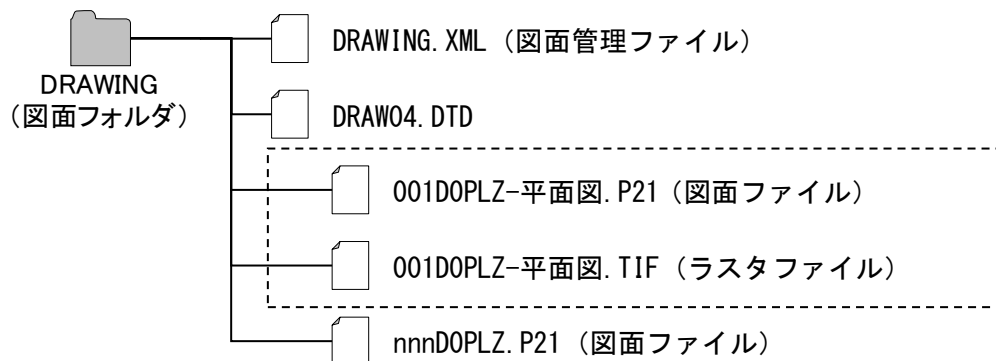 DRAWING.XML（図面管理ファイル）
DRAWING
（図面フォルダ）
DRAW04.DTD
001D0PLZ-平面図.P21（図面ファイル）
001D0PLZ-平面図.TIF（ラスタファイル）
nnnD0PLZ.P21（図面ファイル）